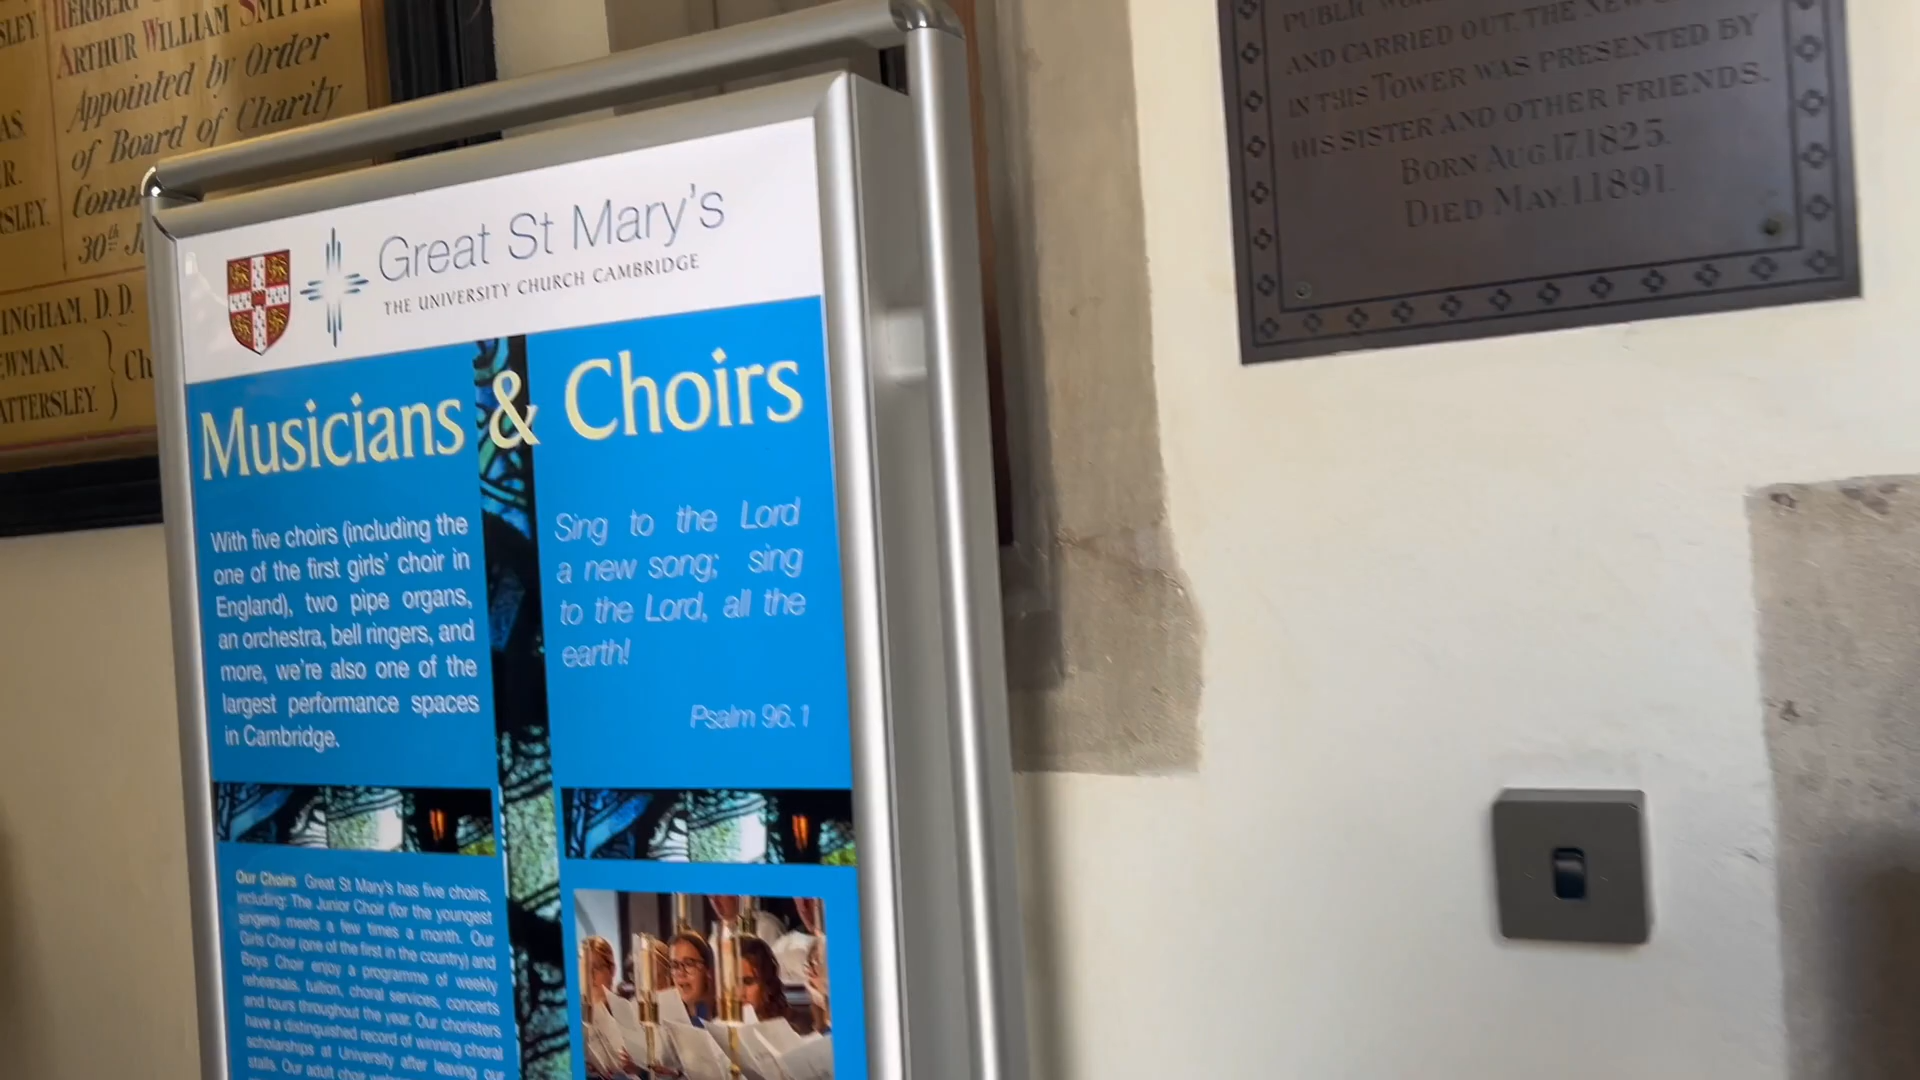 ARTHUR WILLIAM SMITH.
Appointed by Order
of Board of Charity
30th
INGHAM, D. D.
Great St Mary's
THE UNIVERSITY CHURCH CAMBRIDGE
Musicians & Choirs
With five choirs (including the
one of the first girls' choir in
England), two pipe organs,
an orchestra, bell ringers, and
more, we're also one of the
largest performance spaces
in Cambridge.
Sing to the Lord
a new song; sing
to the Lord, all the
earth!
Psalm 96.1
Our Choirs Great St Mary's has five choirs,
including: The Junior Choir (for the youngest
singers) meets a few times a month. Our
Girls Choir (one of the first in the country) and
Boys Choir enjoy a programme of weekly
rehearsals, tuition, choral services, concerts
and tours throughout the year. Our choristers
have a distinguished record of winning choral
scholarships at University after leaving our
stalls. Our adult choir
PUBLIC
AND CARRIED OUT, THE NEW
IN THIS TOWER WAS PRESENTED BY
HIS SISTER AND OTHER FRIENDS.
BORN AUG. 17. 1825.
DIED MAY. 1. 1891.